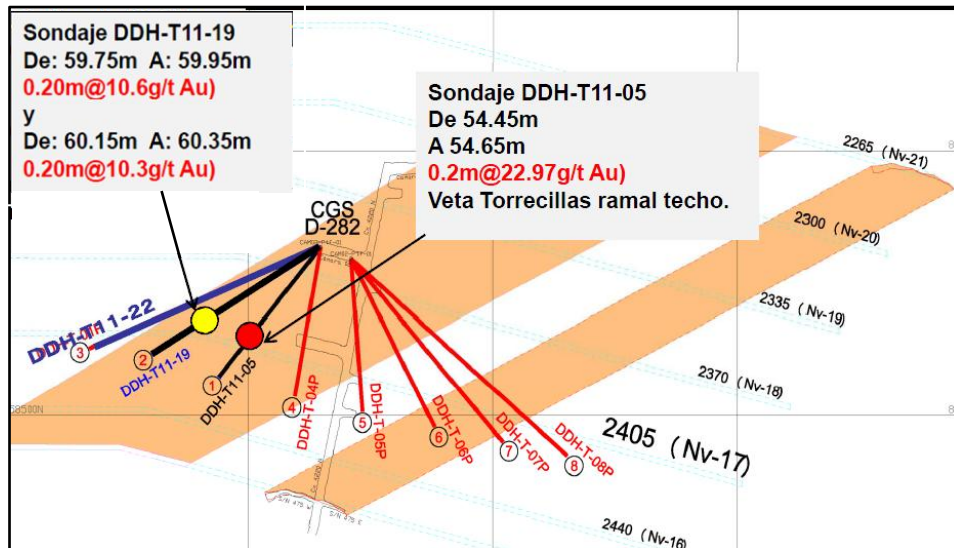 Sondaje DDH-T11-19
De: 59.75m A: 59.95m
0.20m@10.6g/t Au)
y
De: 60.15m A: 60.35m
0.20m@10.3g/t Au)
Sondaje DDH-T11-05
De 54.45m
A 54.65m
0.2m@22.97g/t Au)
Veta Torrecillas ramal techo.
2265 (Nv-21)
2300 (Nv-20)
2335 (Nv-19)
2370 (Nv-18)
2405 (Nv-17)
2440 (Nv-16)
CGS
D-282
DDH-T11-22
3
2
DDH-T11-19
1
DDH-T11-05
4
DDH-T-04P
5
DDH-T-05P
6
DDH-T-06P
7
DDH-T-07P
8
DDH-T-08P
S/N 475 W
S/N 475 E